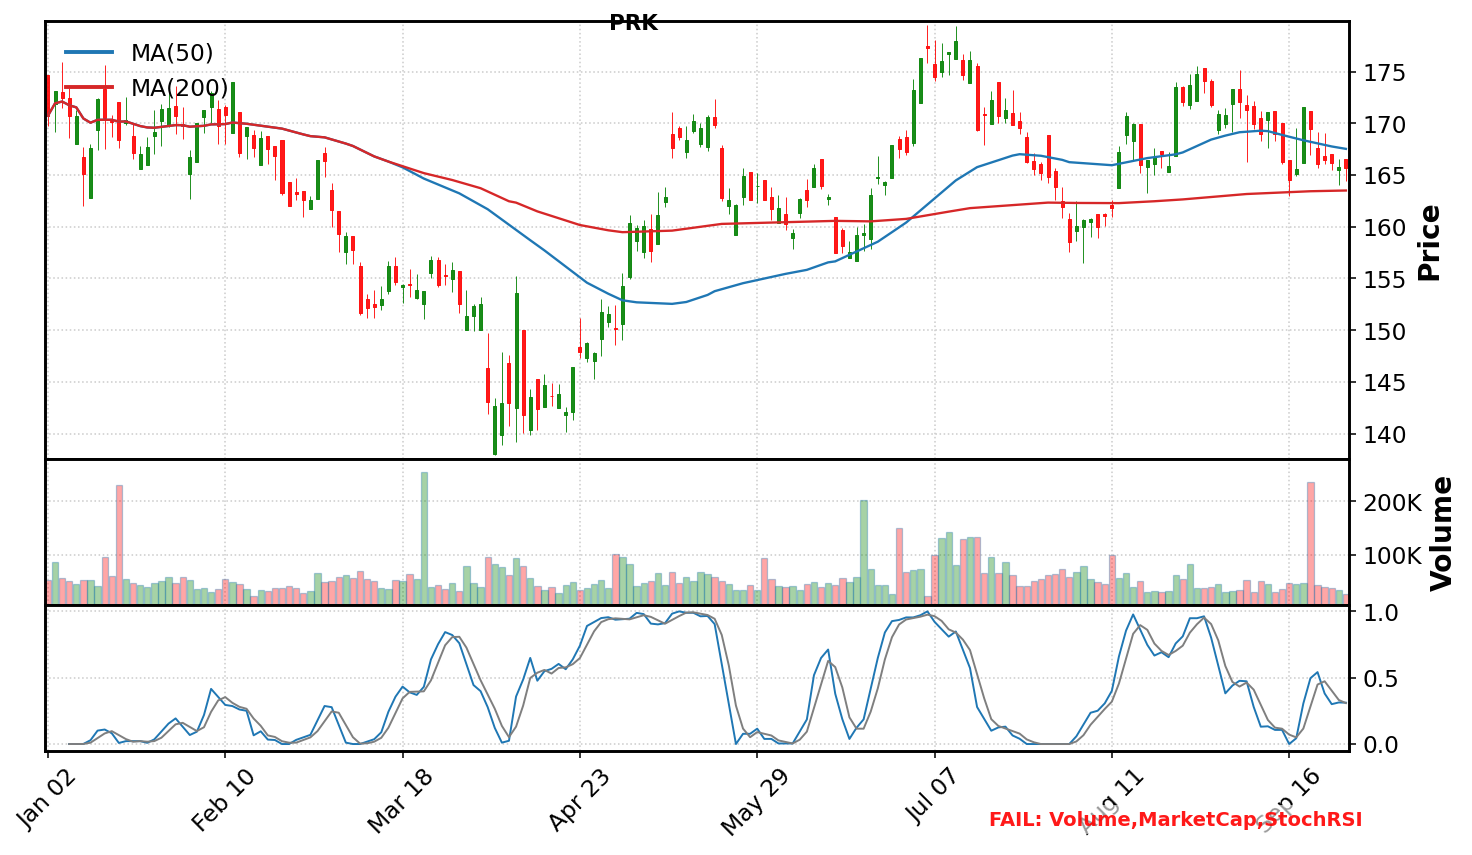 PRK
MA(50)
MA(200)
175
170
165
160
155
150
145
140
Price
200K
100K
Volume
1.0
0.5
0.0
Jan 02
Feb 10
Mar 18
Apr 23
May 29
Jul 07
Aug 11
Sep 16
FAIL: Volume,MarketCap,StochRSI